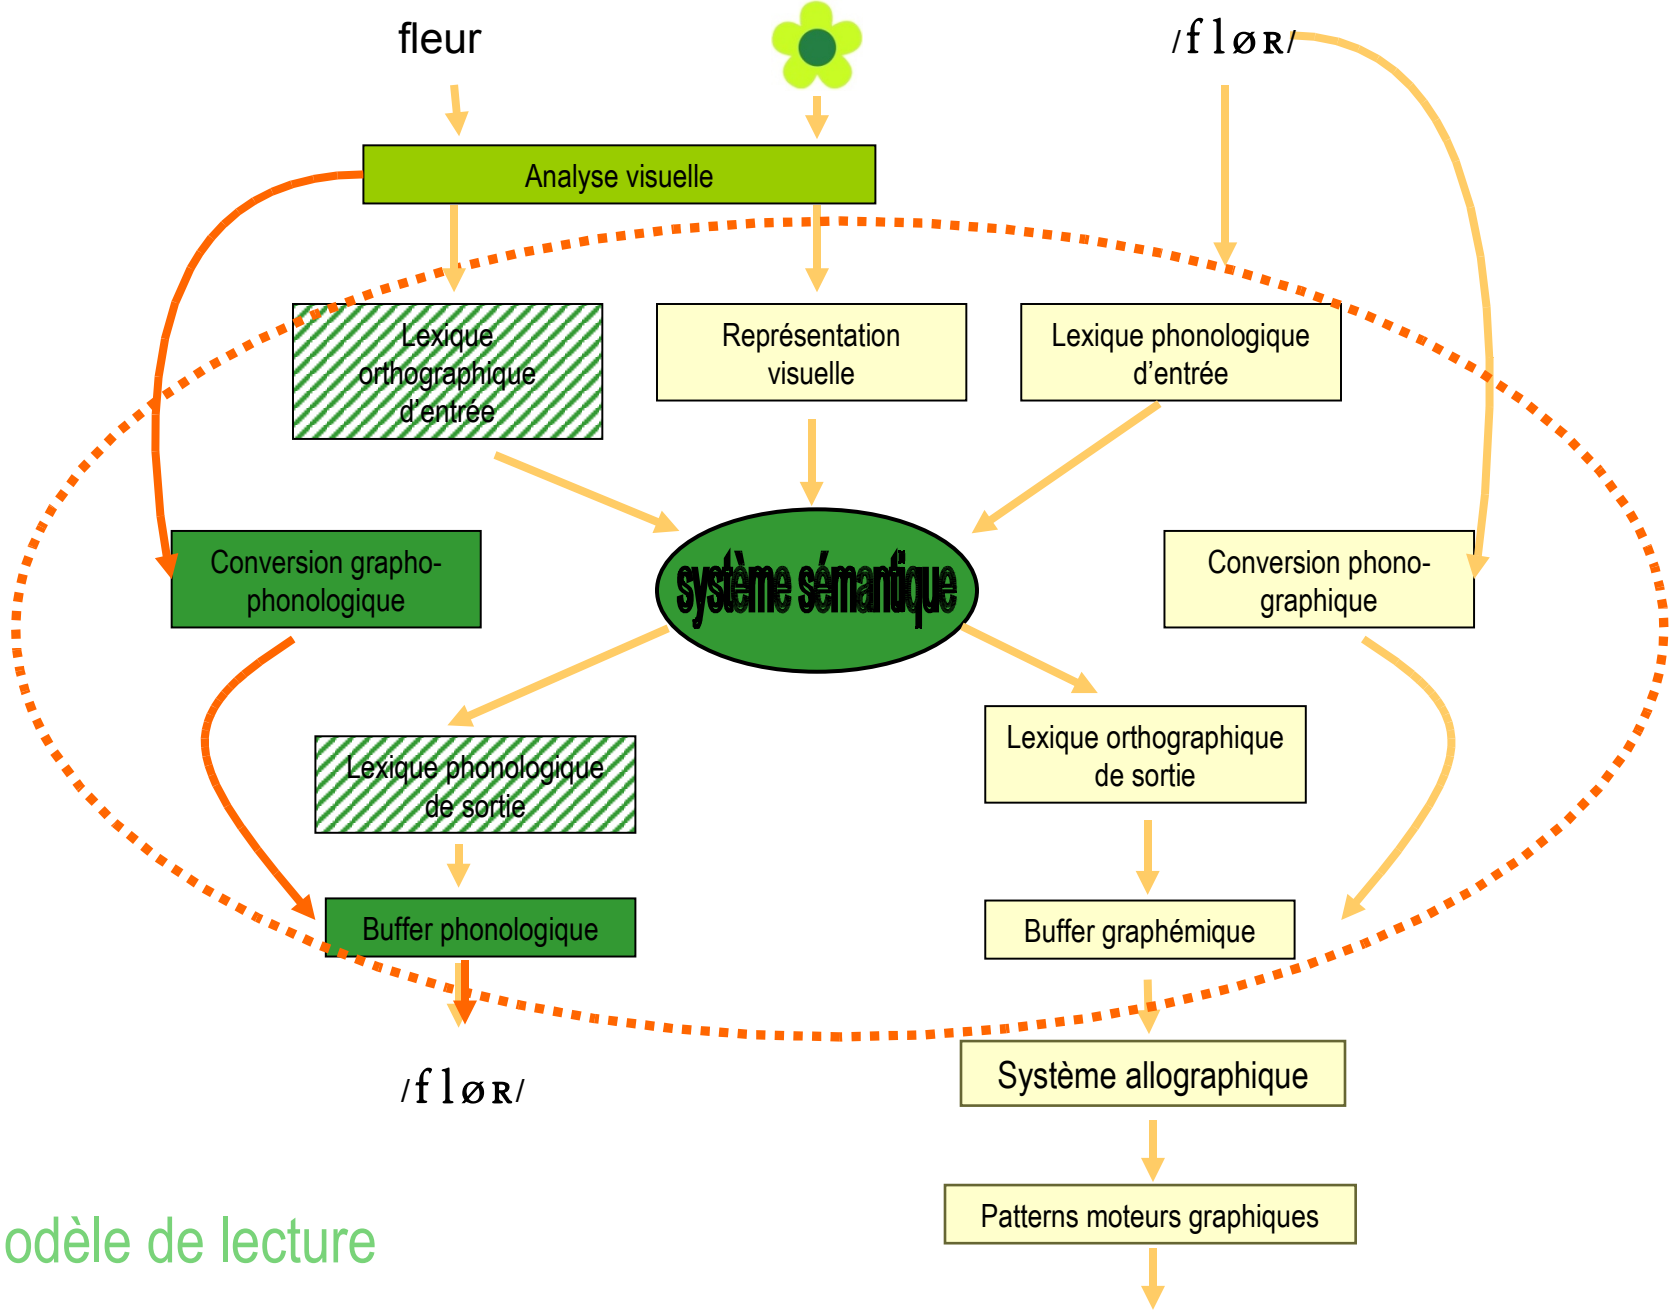 fleur
/f l ø ʀ/
Analyse visuelle
Lexique
orthographique
d’entrée
Représentation
visuelle
Lexique phonologique
d’entrée
Conversion grapho-
phonologique
système sémantique
Conversion phono-
graphique
Lexique phonologique
de sortie
Lexique orthographique
de sortie
Buffer phonologique
Buffer graphémique
/f l ø ʀ/
Système allographique
Patterns moteurs graphiques
odèle de lecture